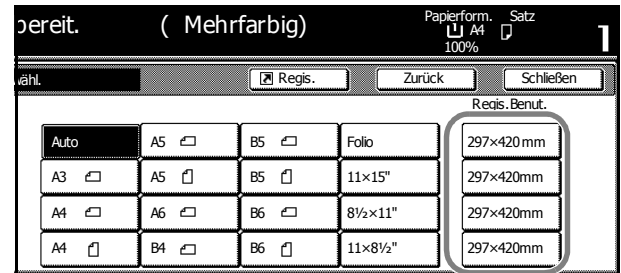 bereit. ( Mehrfarbig) Papierform. Satz
A4
100% 1
wähl. Regis. Zurück Schließen
Regis. Benut.
Auto A5 B5 Folio 297×420 mm
A3 A5 B5 11×15" 297×420mm
A4 A6 B6 8½×11" 297×420mm
A4 B4 B6 11×8½" 297×420mm